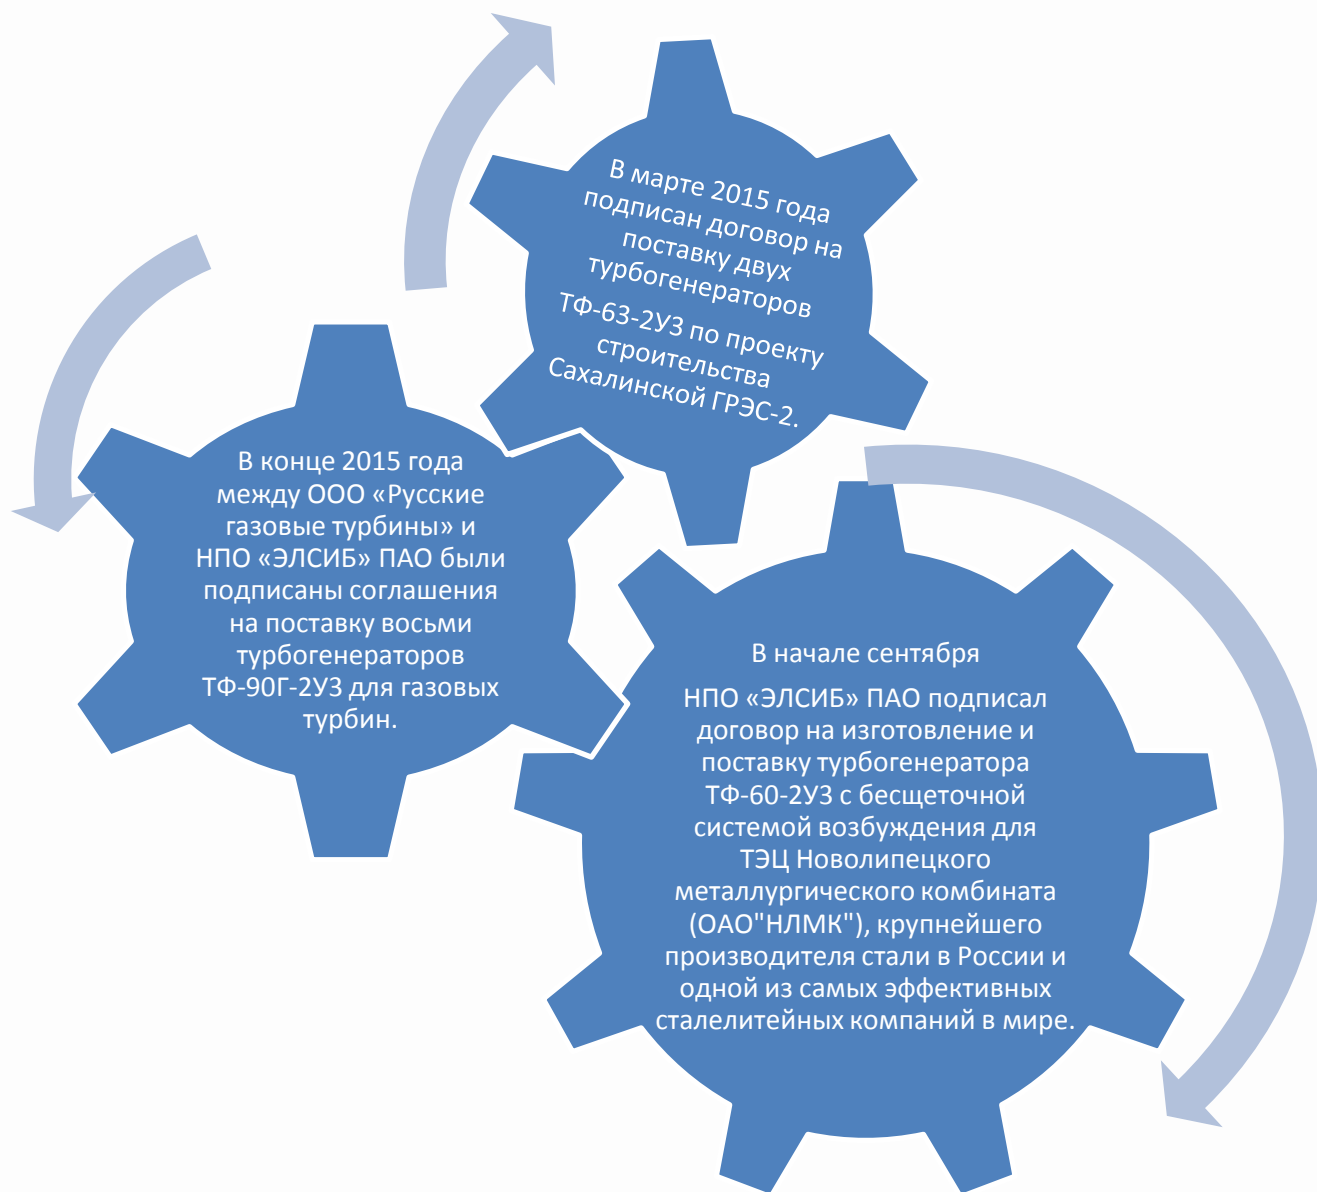 В марте 2015 года
подписан договор на
поставку двух
турбогенераторов
ТФ-63-2У3 по проекту
строительства
Сахалинской ГРЭС-2.
В конце 2015 года
между ООО «Русские
газовые турбины» и
НПО «ЭЛСИБ» ПАО были
подписаны соглашения
на поставку восьми
турбогенераторов
ТФ-90Г-2У3 для газовых
турбин.
В начале сентября
НПО «ЭЛСИБ» ПАО подписал
договор на изготовление и
поставку турбогенератора
ТФ-60-2У3 с бесщеточной
системой возбуждения для
ТЭЦ Новолипецкого
металлургического комбината
(ОАО"НЛМК"), крупнейшего
производителя стали в России и
одной из самых эффективных
сталелитейных компаний в мире.